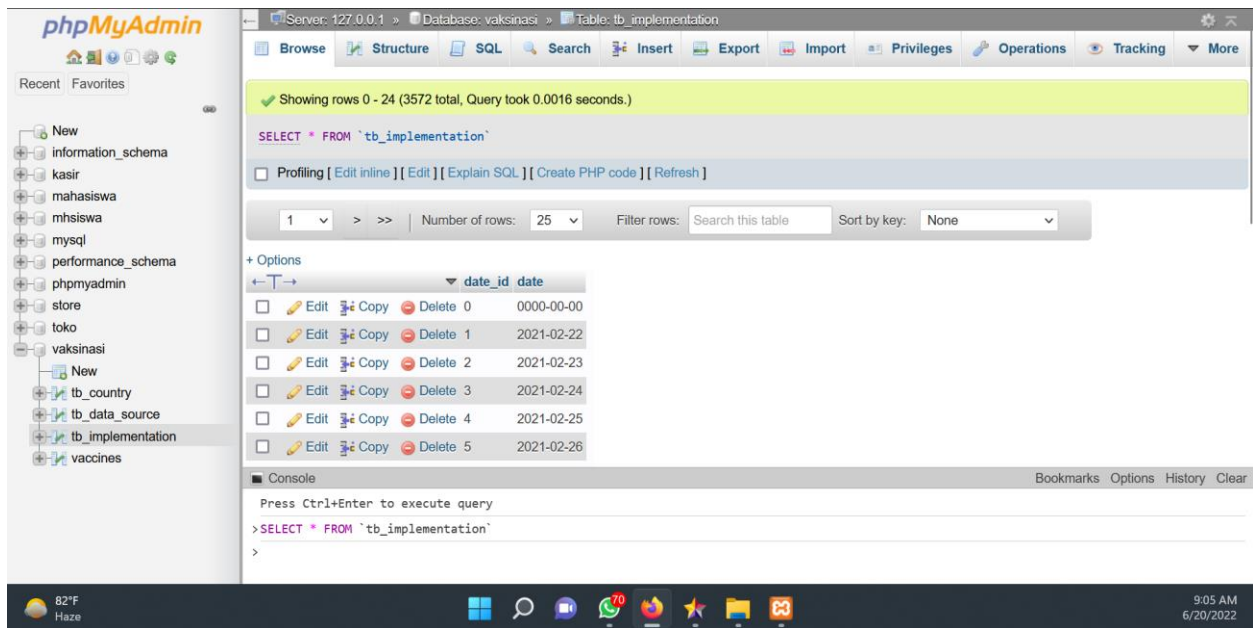 phpMyAdmin
Recent Favorites
New
information_schema
kasir
mahasiswa
mhsiswa
mysql
performance_schema
phpmyadmin
store
toko
vaksinasi
New
tb_country
tb_data_source
tb_implementation
vaccines
Server: 127.0.0.1 » Database: vaksinasi » Table: tb_implementation
Browse Structure SQL Search Insert Export Import Privileges Operations Tracking More
Showing rows 0 - 24 (3572 total, Query took 0.0016 seconds.)
SELECT * FROM `tb_implementation`
Profiling [ Edit inline ] [ Edit ] [ Explain SQL ] [ Create PHP code ] [ Refresh ]
1 > >> | Number of rows: 25 Filter rows: Search this table Sort by key: None
+ Options
←T→ date_id date
Edit Copy Delete 0 0000-00-00
Edit Copy Delete 1 2021-02-22
Edit Copy Delete 2 2021-02-23
Edit Copy Delete 3 2021-02-24
Edit Copy Delete 4 2021-02-25
Edit Copy Delete 5 2021-02-26
Console Bookmarks Options History Clear
Press Ctrl+Enter to execute query
>SELECT * FROM `tb_implementation`
>
82°F
Haze
70
9:05 AM
6/20/2022